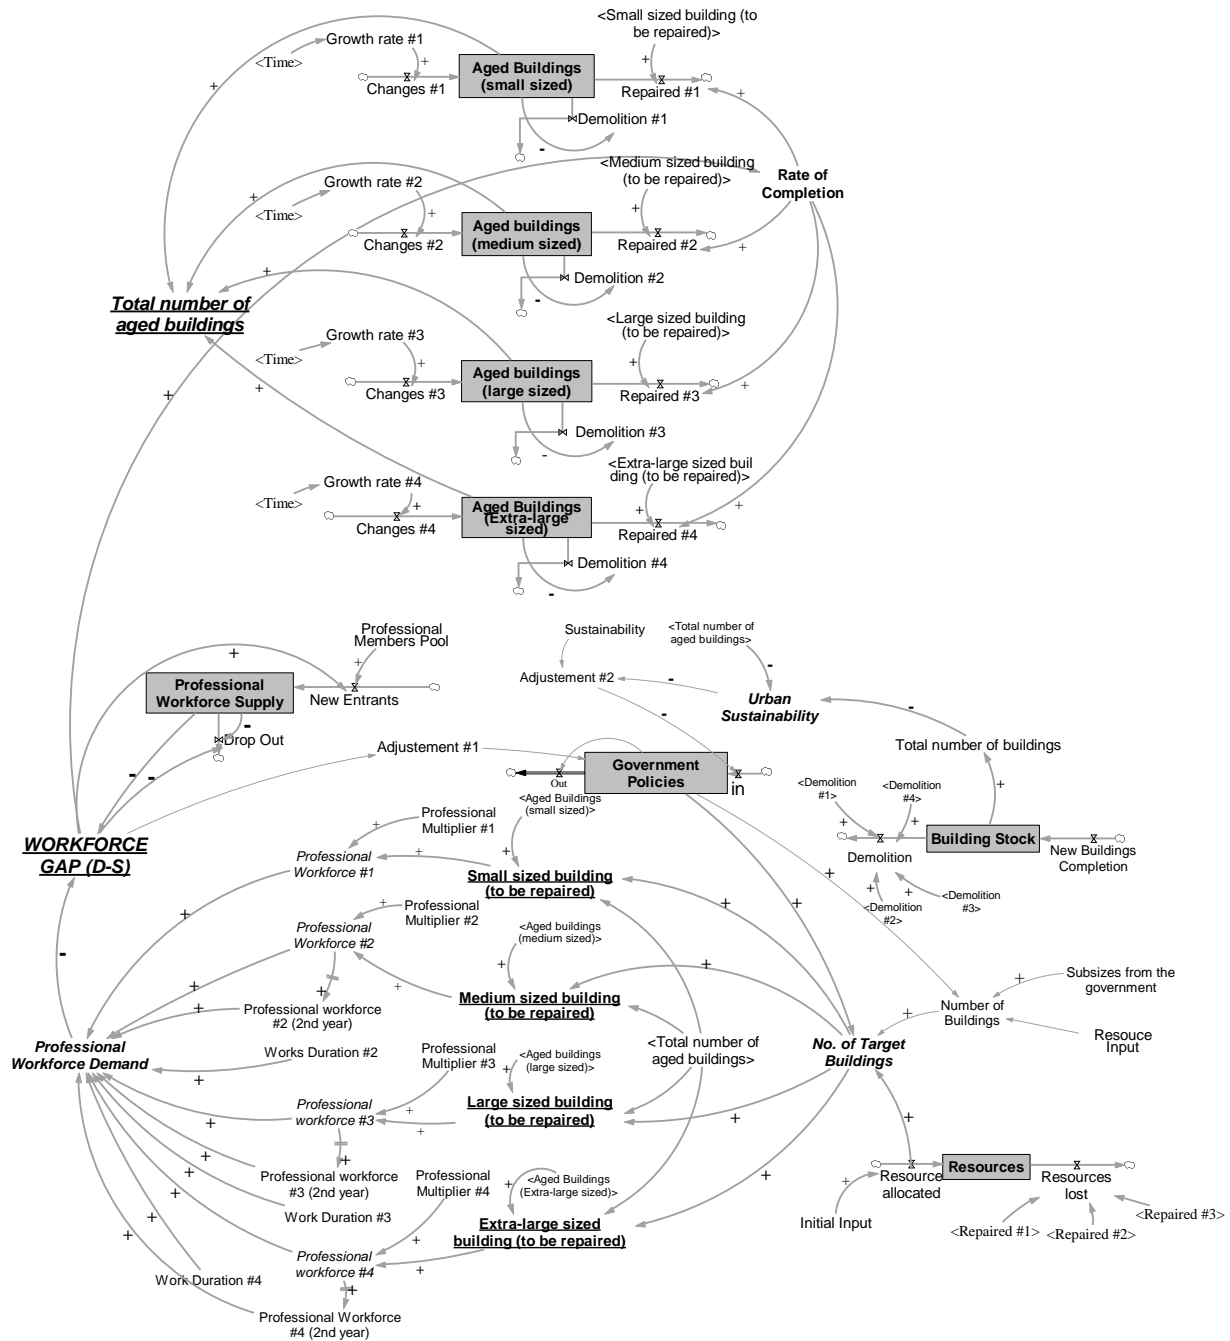 <Small sized building (to
be repaired)>
Growth rate #1
<Time>
+
+
+
Changes #1
Aged Buildings
(small sized)
Repaired #1
+
Demolition #1
-
<Medium sized building
(to be repaired)>
Rate of
Completion
Growth rate #2
<Time>
+
+
+
+
Changes #2
Aged buildings
(medium sized)
Repaired #2
+
Demolition #2
+
-
Total number of
aged buildings
<Large sized building
(to be repaired)>
Growth rate #3
<Time>
+
+
+
+
Changes #3
Aged buildings
(large sized)
Repaired #3
+
Demolition #3
-
<Extra-large sized buil
ding (to be repaired)>
Growth rate #4
<Time>
+
+
+
Changes #4
Aged Buildings
(Extra-large
sized)
Repaired #4
Demolition #4
-
Professional
Members Pool
+
+
Professional
Workforce Supply
New Entrants
-
Drop Out
- -
Sustainability
<Total number of
aged buildings>
Adjustement #2
-
-
-
Urban
Sustainability
-
Total number of buildings
Adjustement #1
Government
Policies
Out
in
<Aged Buildings
(small sized)>
<Demolition
#1>
<Demolition
#4>
+
+
+
Building Stock
New Buildings
Completion
Demolition
+
+
<Demolition
#2>
<Demolition
#3>
WORKFORCE
GAP (D-S)
-
Professional
Multiplier #1
+
+
+
Professional
Workforce #1
Small sized building
(to be repaired)
+
+
+
+
Professional
Multiplier #2
+
Professional
Workforce #2
<Aged buildings
(medium sized)>
+
+
+
+
+
+
Professional workforce
#2 (2nd year)
Medium sized building
(to be repaired)
Subsizes from the
government
+
Number of
Buildings
+
Resouce
Input
Professional
Workforce Demand
Works Duration #2
+
Professional
Multiplier #3
<Total number of
aged buildings>
No. of Target
Buildings
<Aged buildings
(large sized)>
+
+
+
Professional
workforce #3
+
+
Large sized building
(to be repaired)
+
+
+
+
+
+
Professional workforce
#3 (2nd year)
Work Duration #3
Professional
Multiplier #4
+
<Aged Buildings
(Extra-large sized)>
+
+
Resource
allocated
Resources
Resources
lost
Initial Input
+
<Repaired #1>
<Repaired #2>
<Repaired #3>
Extra-large sized
building (to be repaired)
+
+
+
+
Professional
workforce #4
+
Work Duration #4
+
Professional Workforce
#4 (2nd year)